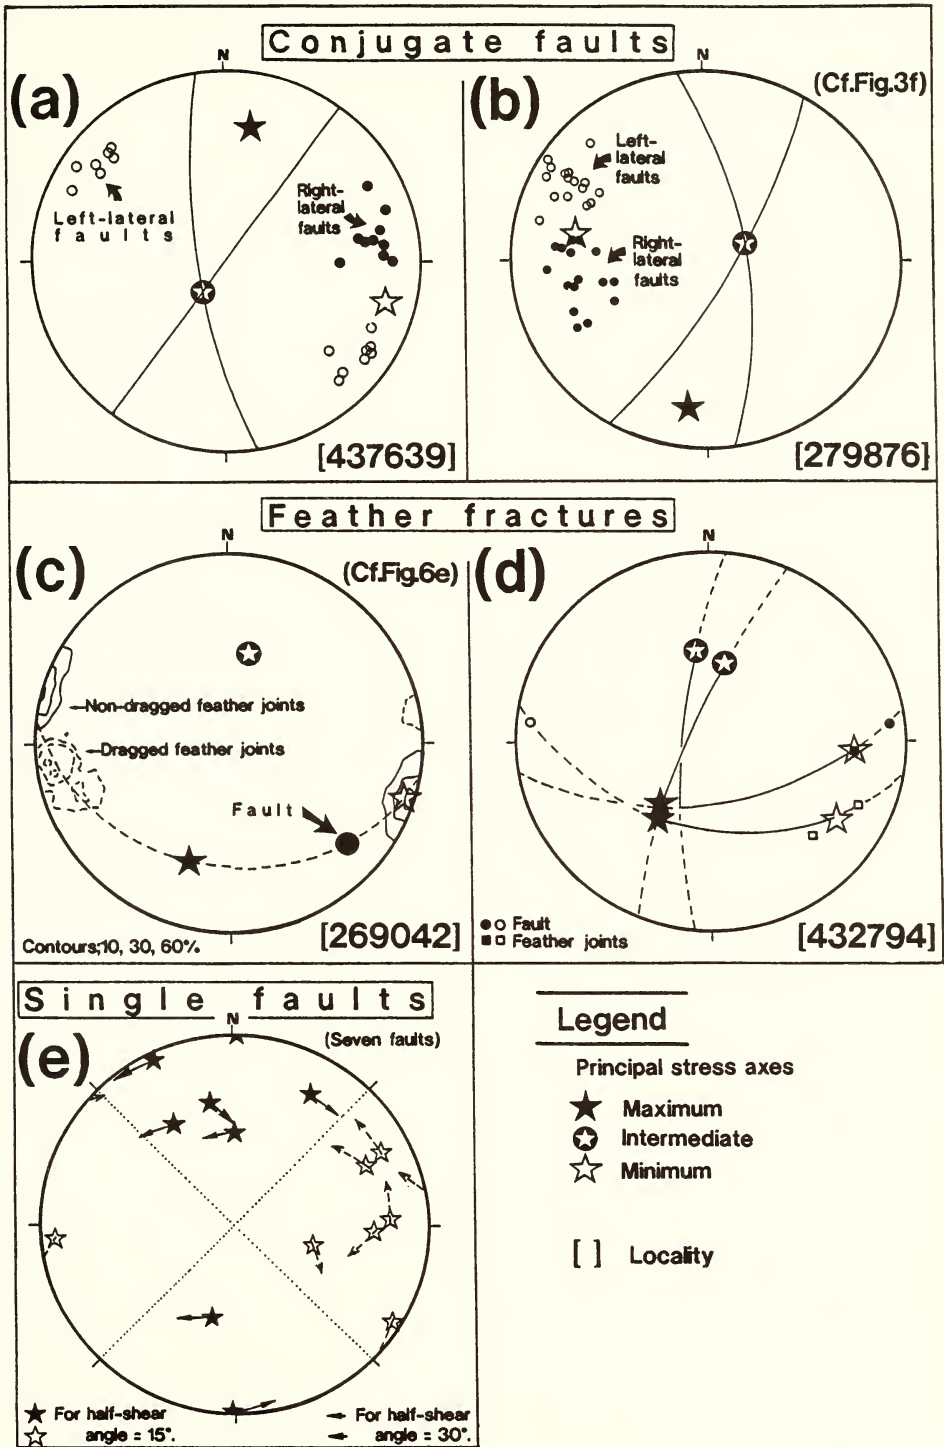 Conjugate faults
(a)
N
Left-lateral
faults
Right-
lateral
faults
[437639]
(b)
N
(Cf.Fig.3f)
Left-
lateral
faults
Right-
lateral
faults
[279876]
Feather fractures
(c)
N
(Cf.Fig.6e)
Non-dragged feather joints
Dragged feather joints
Fault
Contours;10, 30, 60%
[269042]
(d)
N
Fault
Feather joints
[432794]
Single faults
(e)
N
(Seven faults)
For half-shear
angle = 15°.
For half-shear
angle = 30°.
Legend
Principal stress axes
Maximum
Intermediate
Minimum
[ ] Locality